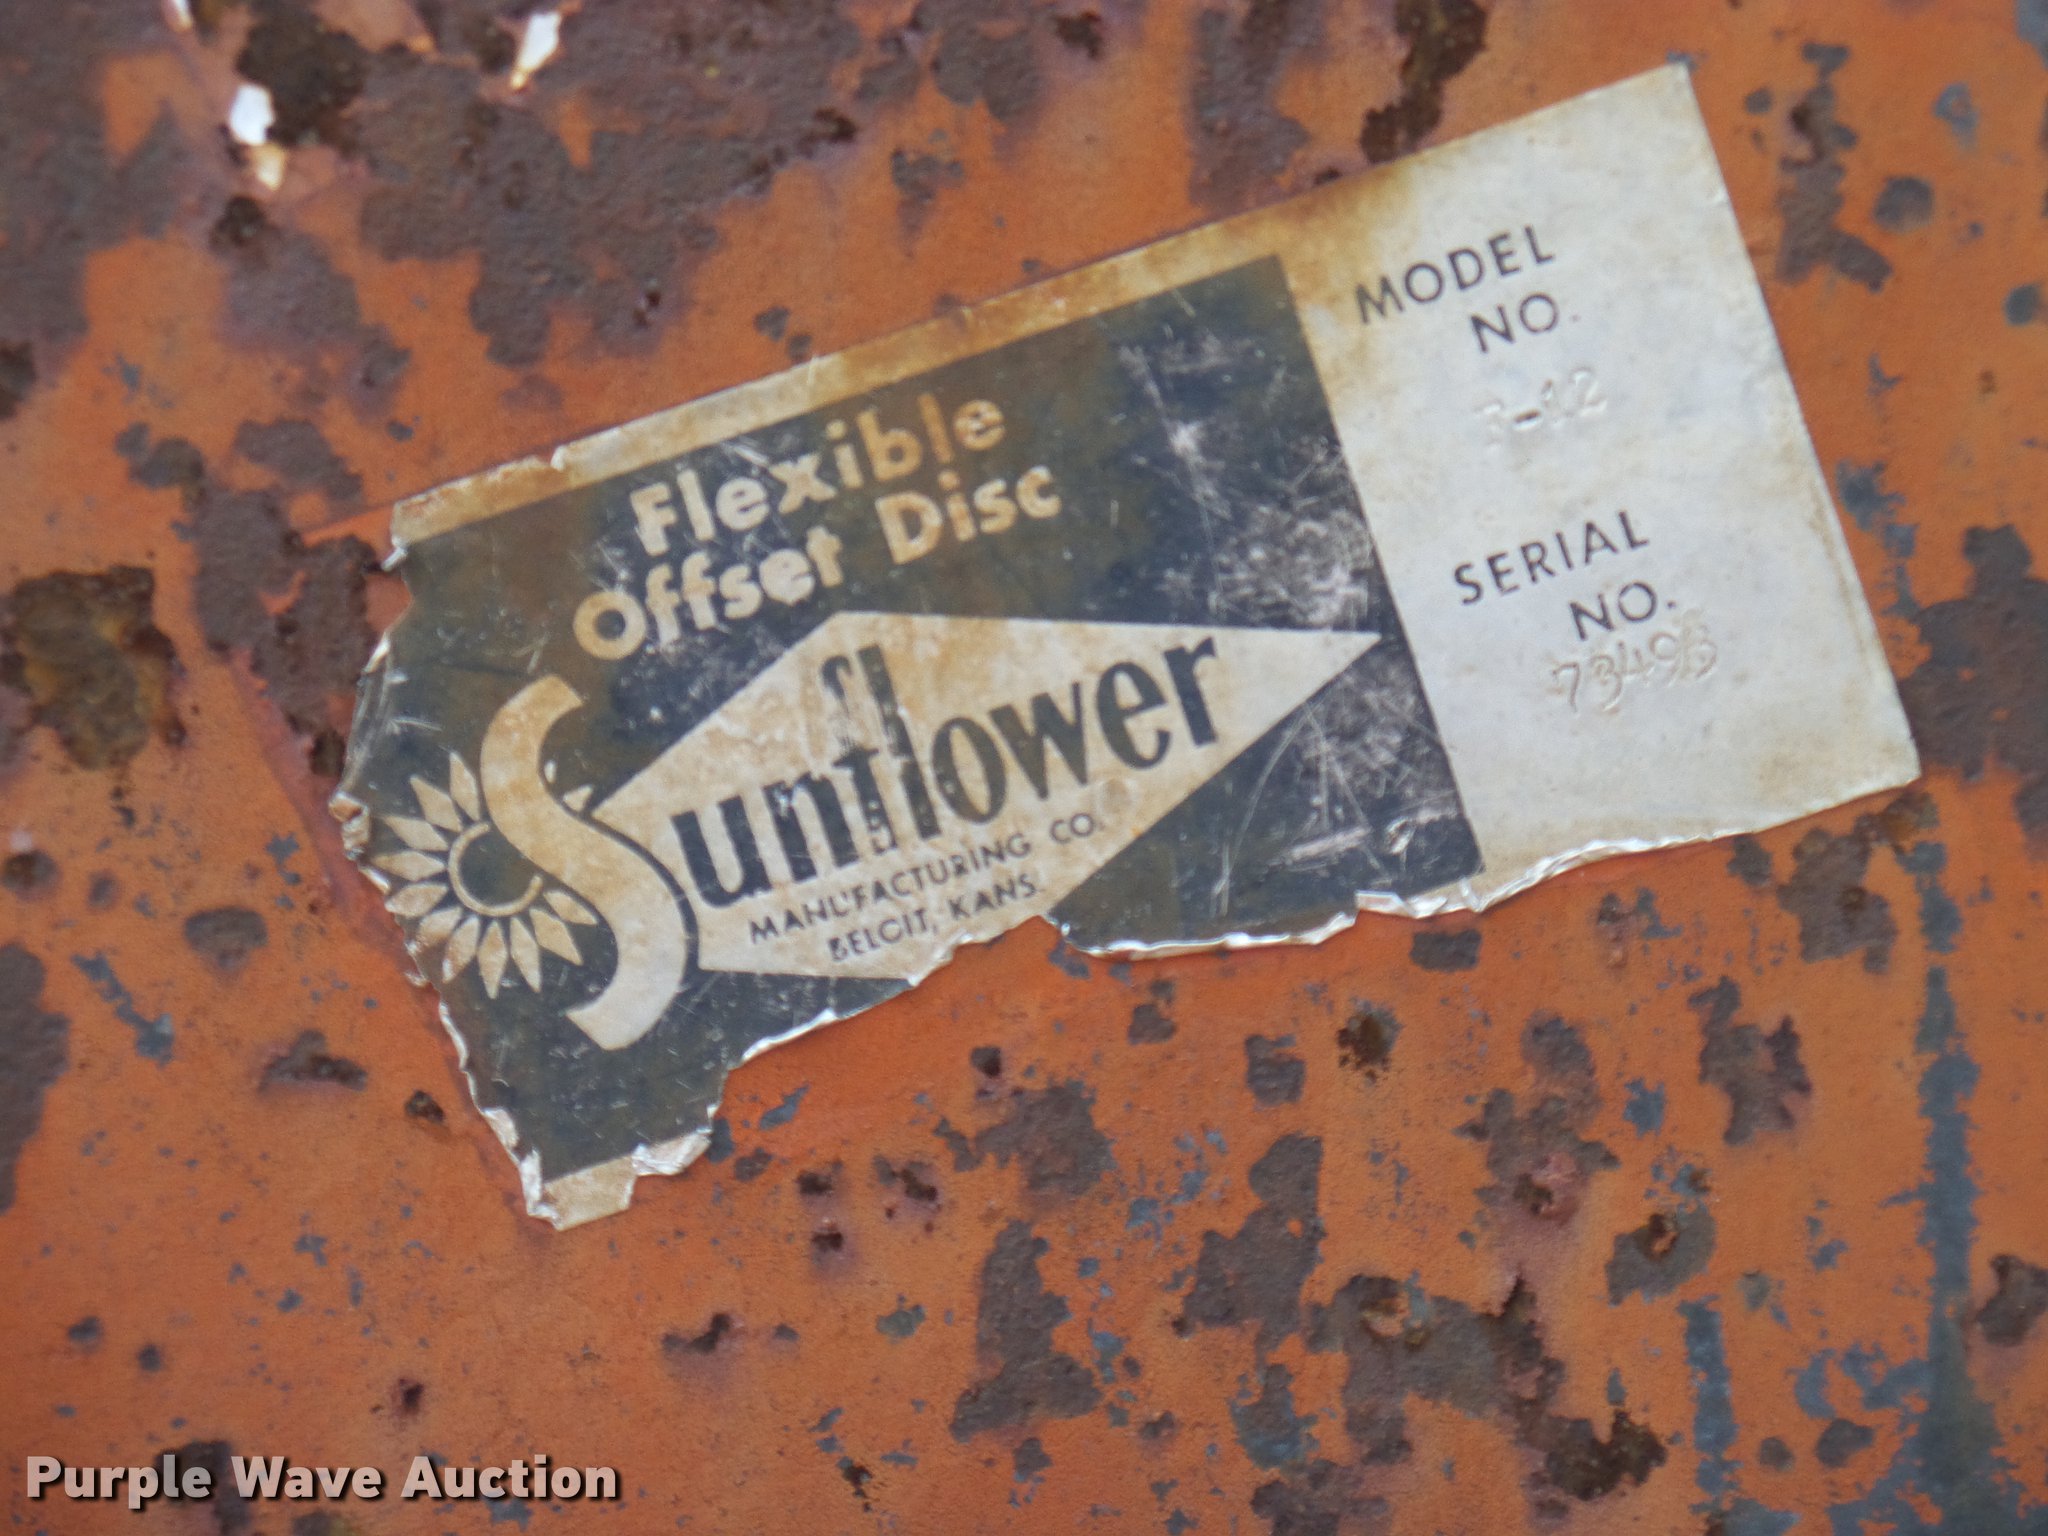 Flexible
Offset Disc
Sunflower
MANUFACTURING CO.
BELOIT, KANS.
MODEL
NO.
SERIAL
NO.
Purple Wave Auction